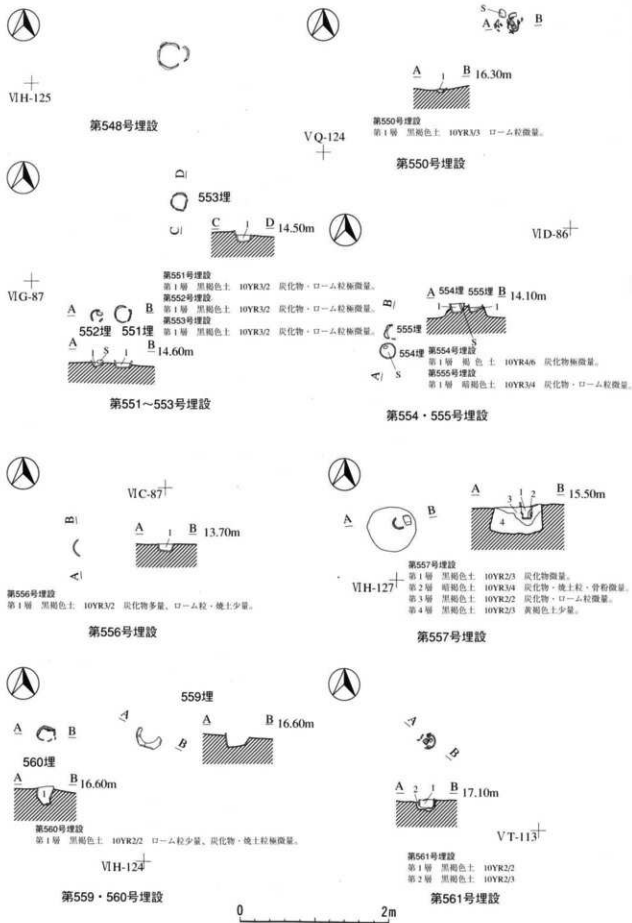 ⅥH-125
第548号埋設
S
A B
A B 16.30m
1
第550号埋設
第1層 黒褐色土 10YR3/3 ローム粒微量。
ⅤQ-124
第550号埋設
D
553埋
C
C D 14.50m
1
ⅥG-87
第551号埋設
第1層 黒褐色土 10YR3/2 炭化物・ローム粒極微量。
第552号埋設
第1層 黒褐色土 10YR3/2 炭化物・ローム粒極微量。
第553号埋設
第1層 黒褐色土 10YR3/2 炭化物・ローム粒極微量。
A B
552埋 551埋
A B 14.60m
1 S 1
第551～553号埋設
ⅥD-86
A 554埋 555埋 B 14.10m
1 1
S
B
555埋
554埋
S
A
第554号埋設
第1層 褐色土 10YR4/6 炭化物極微量。
第555号埋設
第1層 暗褐色土 10YR3/4 炭化物・ローム粒微量。
第554・555号埋設
ⅥC-87
B
A
A B 13.70m
1
第556号埋設
第1層 黒褐色土 10YR3/2 炭化物多量、ローム粒・焼土少量。
第556号埋設
A B
A B 15.50m
1 2 3 4
ⅥH-127
第557号埋設
第1層 黒褐色土 10YR2/3 炭化物微量。
第2層 暗褐色土 10YR3/4 炭化物・焼土粒・骨粉微量。
第3層 黒褐色土 10YR2/2 炭化物・ローム粒微量。
第4層 黒褐色土 10YR2/3 黄褐色土少量。
第557号埋設
559埋
A B
A B 16.60m
A B
560埋
A B 16.60m
1
第560号埋設
第1層 黒褐色土 10YR2/2 ローム粒少量、炭化物・焼土粒極微量。
ⅥH-124
第559・560号埋設
A B
A B 17.10m
2 1
ⅤT-113
第561号埋設
第1層 黒褐色土 10YR2/2
第2層 黒褐色土 10YR2/3
第561号埋設
0 2m